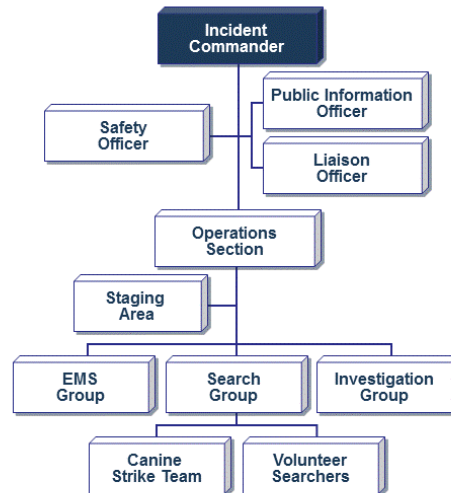 Incident
Commander
Public Information
Officer
Safety
Officer
Liaison
Officer
Operations
Section
Staging
Area
EMS
Group
Search
Group
Investigation
Group
Canine
Strike Team
Volunteer
Searchers